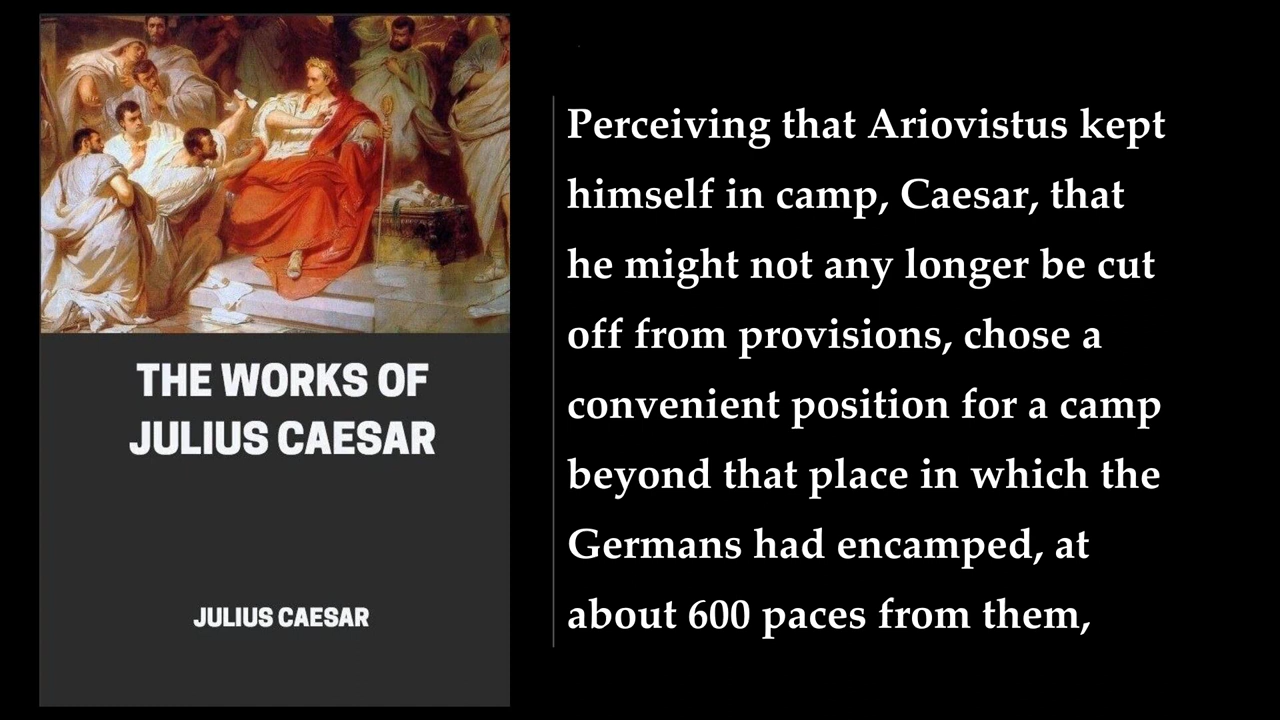 THE WORKS OF
JULIUS CAESAR
JULIUS CAESAR
Perceiving that Ariovistus kept
himself in camp, Caesar, that
he might not any longer be cut
off from provisions, chose a
convenient position for a camp
beyond that place in which the
Germans had encamped, at
about 600 paces from them,